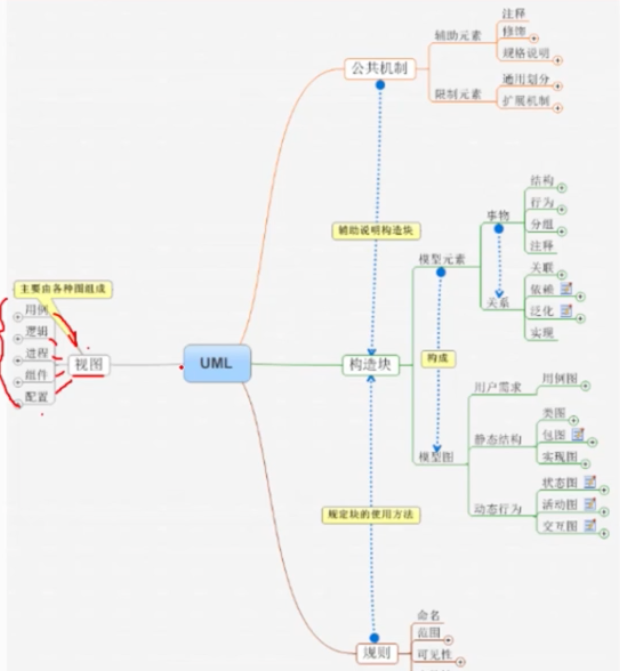 注释
修饰
规格说明
辅助元素
公共机制
限制元素
通用划分
扩展机制
辅助说明构造块
结构
行为
分组
注释
事物
模型元素
关系
关联
依赖
泛化
实现
主要由各种图组成
用例
逻辑
进程
组件
配置
视图
UML
构造块
构成
用户需求
用例图
静态结构
类图
包图
实现图
模型图
动态行为
状态图
活动图
交互图
规定块的使用方法
规则
命名
范围
可见性